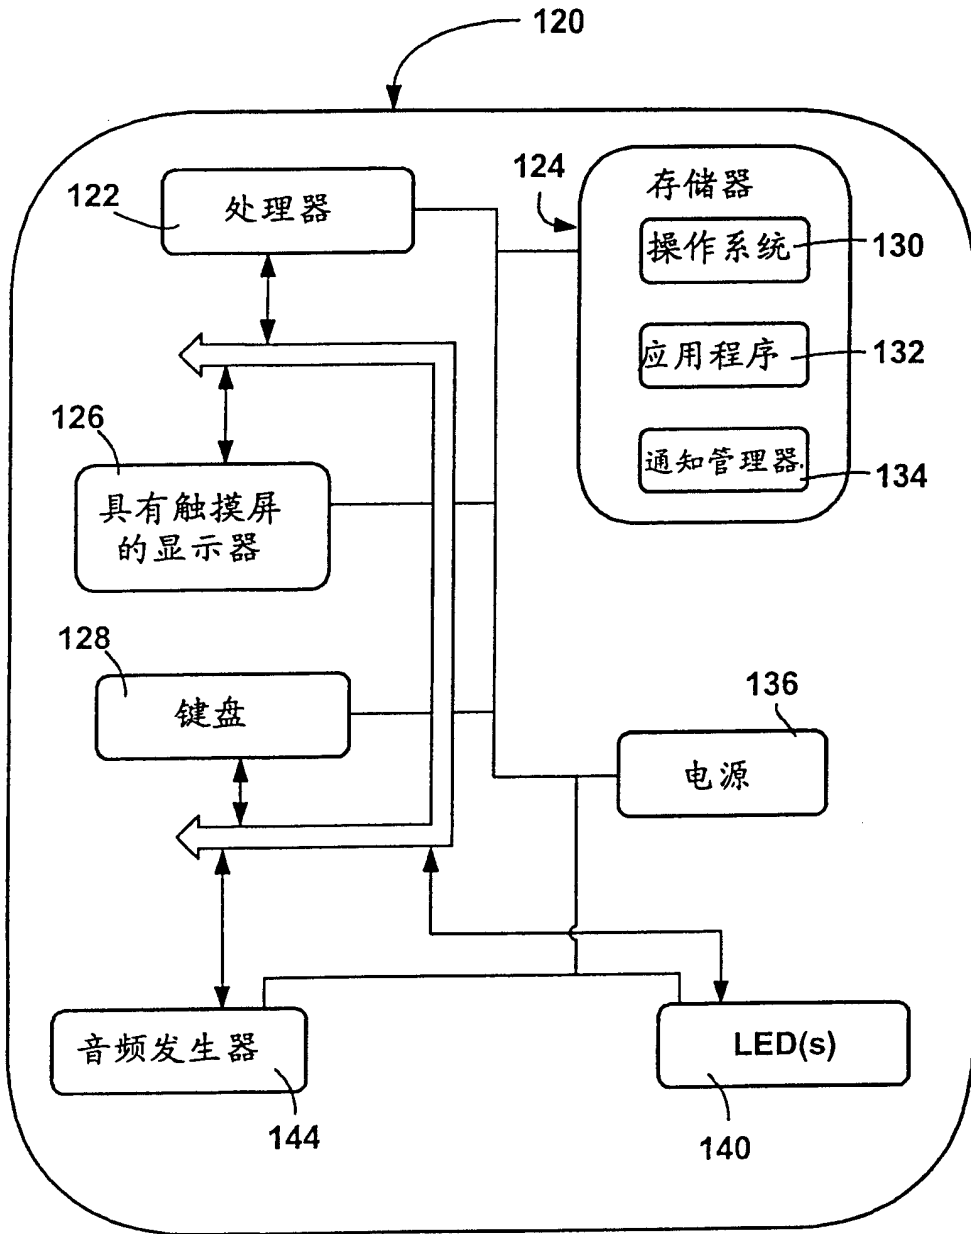 120
122
处理器
124
存储器
操作系统
130
应用程序
132
通知管理器
134
126
具有触摸屏
的显示器
128
键盘
136
电源
音频发生器
144
LED(s)
140